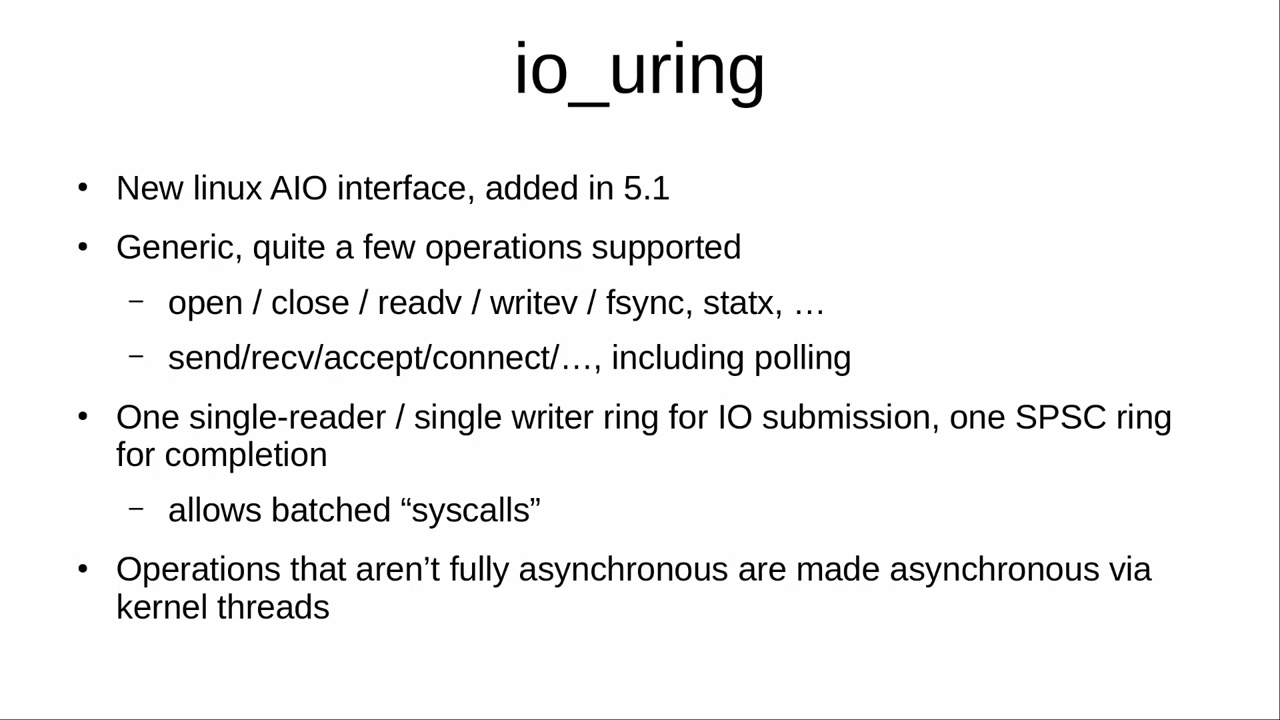 io_uring
• New linux AIO interface, added in 5.1
• Generic, quite a few operations supported
– open / close / readv / writev / fsync, statx, …
– send/recv/accept/connect/…, including polling
• One single-reader / single writer ring for IO submission, one SPSC ring
for completion
– allows batched “syscalls”
• Operations that aren’t fully asynchronous are made asynchronous via
kernel threads